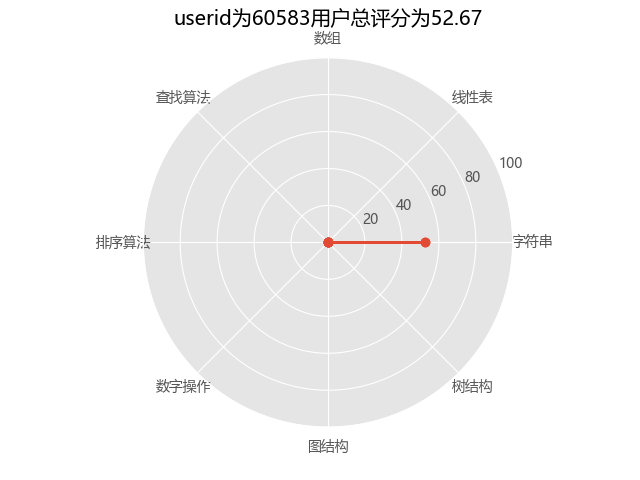 userid为60583用户总评分为52.67
数组
查找算法
线性表
100
80
60
40
20
排序算法
字符串
数字操作
树结构
图结构